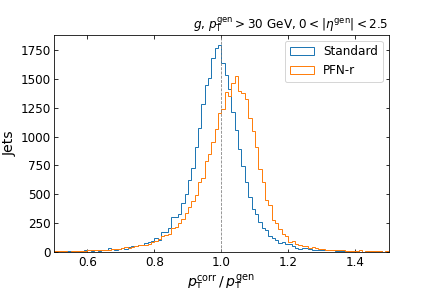 g, p_T^gen > 30 GeV, 0 < |η^gen| < 2.5
Standard
PFN-r
1750
1500
1250
1000
750
500
250
0
Jets
0.6 0.8 1.0 1.2 1.4
p_T^corr / p_T^gen